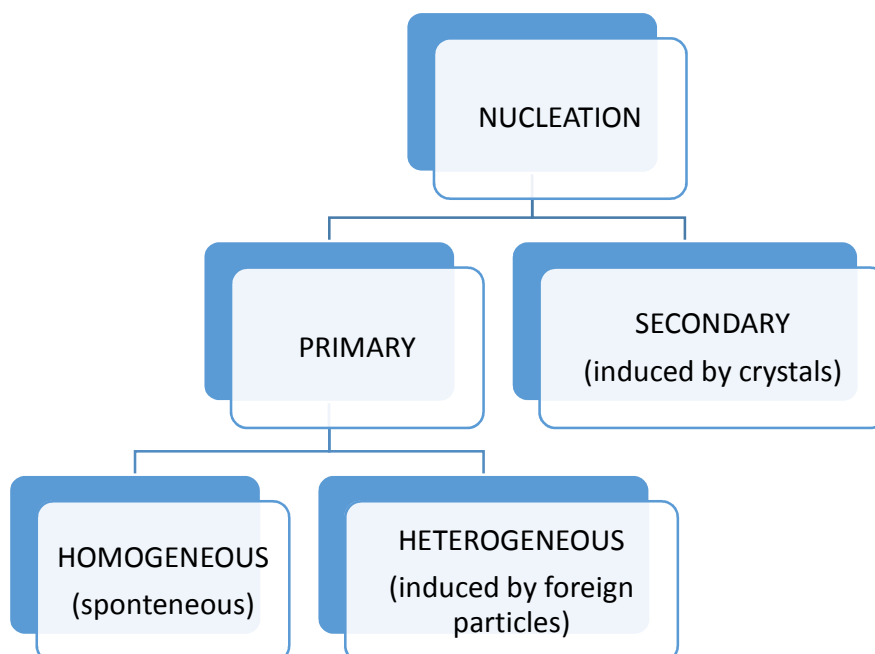 NUCLEATION
PRIMARY
SECONDARY
(induced by crystals)
HOMOGENEOUS
(sponteneous)
HETEROGENEOUS
(induced by foreign
particles)